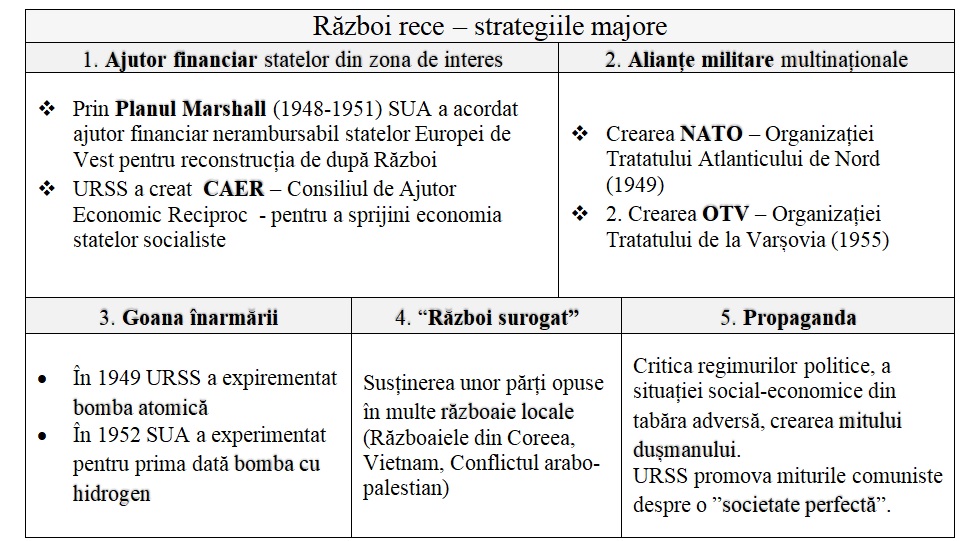 Război rece – strategiile majore
1. Ajutor financiar statelor din zona de interes
❖ Prin Planul Marshall (1948-1951) SUA a acordat
ajutor financiar nerambursabil statelor Europei de
Vest pentru reconstrucția de după Război
❖ URSS a creat CAER – Consiliul de Ajutor
Economic Reciproc - pentru a sprijini economia
statelor socialiste
2. Alianțe militare multinaționale
❖ Crearea NATO – Organizației
Tratatului Atlanticului de Nord
(1949)
❖ 2. Crearea OTV – Organizației
Tratatului de la Varșovia (1955)
3. Goana înarmării
• În 1949 URSS a expirementat
bomba atomică
• În 1952 SUA a experimentat
pentru prima dată bomba cu
hidrogen
4. “Război surogat”
Susținerea unor părți opuse
în multe războaie locale
(Războaiele din Coreea,
Vietnam, Conflictul arabo-
palestian)
5. Propaganda
Critica regimurilor politice, a
situației social-economice din
tabăra adversă, crearea mitului
dușmanului.
URSS promova miturile comuniste
despre o ”societate perfectă”.